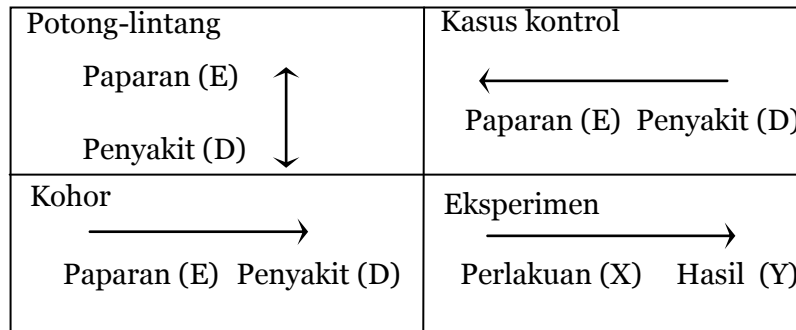 Potong-lintang
Paparan (E)
Penyakit (D)
Kasus kontrol
Paparan (E) Penyakit (D)
Kohor
Paparan (E) Penyakit (D)
Eksperimen
Perlakuan (X) Hasil (Y)